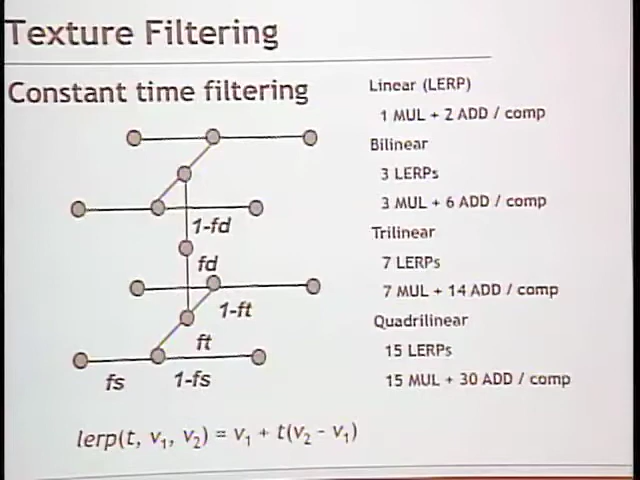 Texture Filtering
Constant time filtering
Linear (LERP)
1 MUL + 2 ADD / comp
Bilinear
3 LERPs
3 MUL + 6 ADD / comp
Trilinear
7 LERPs
7 MUL + 14 ADD / comp
Quadrilinear
15 LERPs
15 MUL + 30 ADD / comp
1-fd
fd
1-ft
ft
fs
1-fs
lerp(t, v₁, v₂) = v₁ + t(v₂ - v₁)